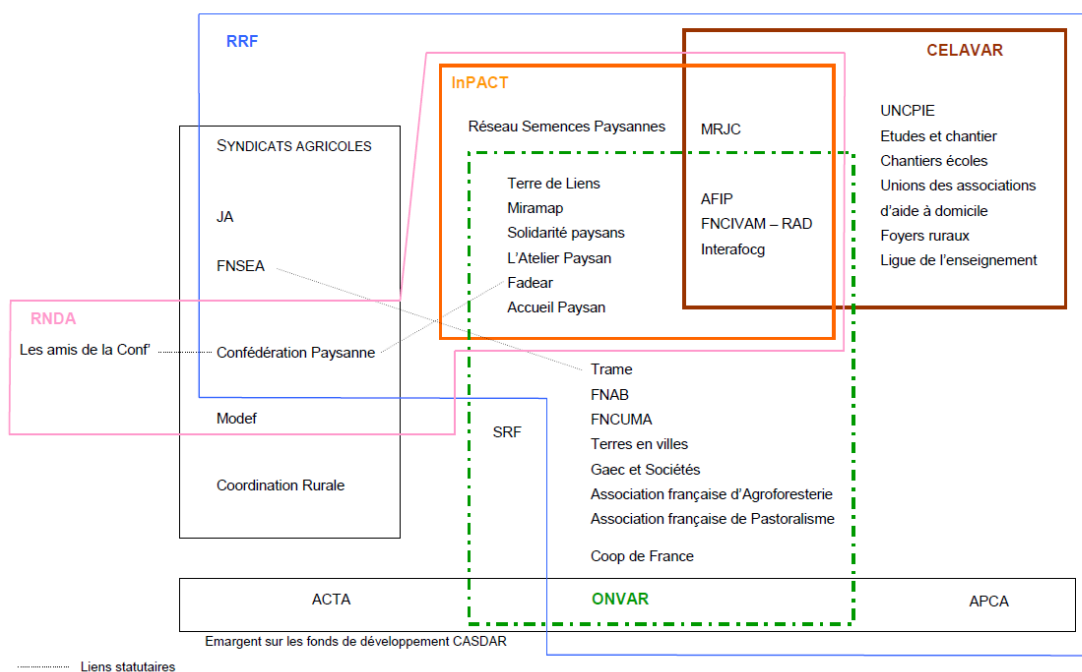 RRF
CELAVAR
InPACT
UNCPIE
Réseau Semences Paysannes
MRJC
Etudes et chantier
SYNDICATS AGRICOLES
Chantiers écoles
Terre de Liens
Unions des associations
d’aide à domicile
Miramap
AFIP
JA
Solidarité paysans
FNCIVAM – RAD
Foyers ruraux
L’Atelier Paysan
Interafocg
Ligue de l’enseignement
FNSEA
Fadear
Accueil Paysan
RNDA
Les amis de la Conf’
Confédération Paysanne
Trame
FNAB
Modef
FNCUMA
SRF
Terres en villes
Gaec et Sociétés
Coordination Rurale
Association française d’Agroforesterie
Association française de Pastoralisme
Coop de France
ACTA
ONVAR
APCA
Emargent sur les fonds de développement CASDAR
Liens statutaires